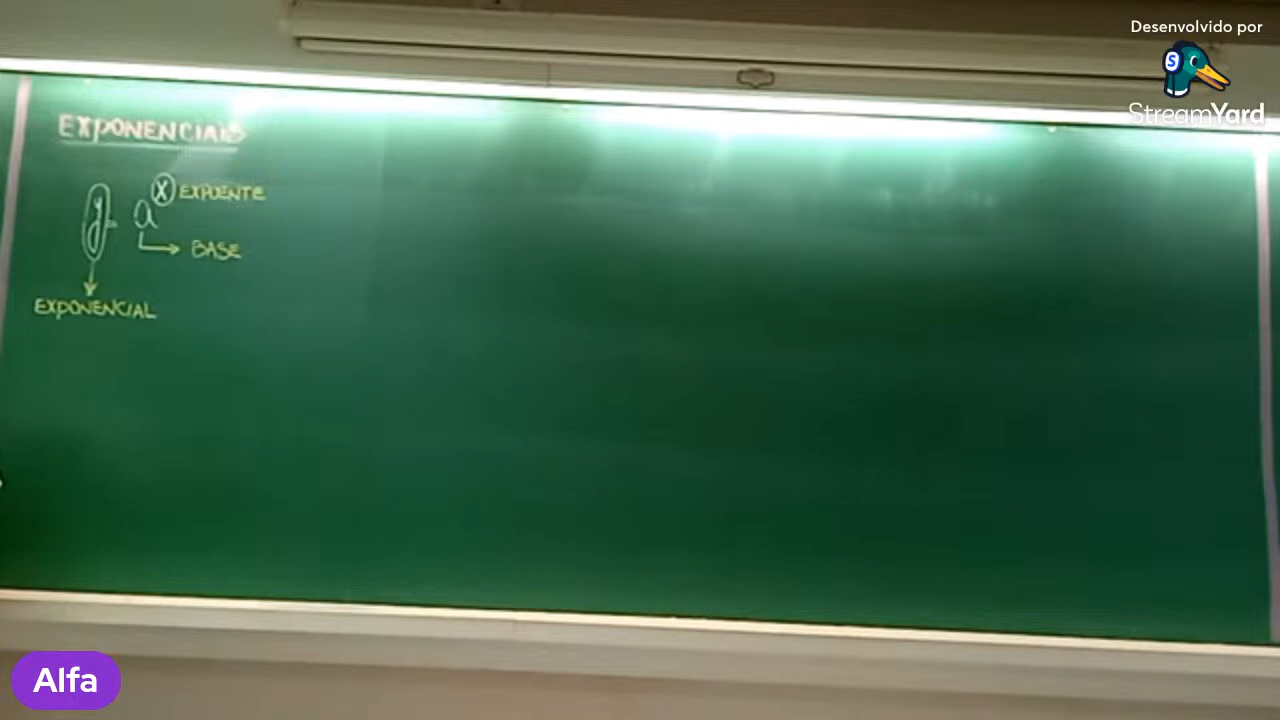 Desenvolvido por
StreamYard
EXPONENCIAIS
y = a^x EXPOENTE
BASE
EXPONENCIAL
Alfa